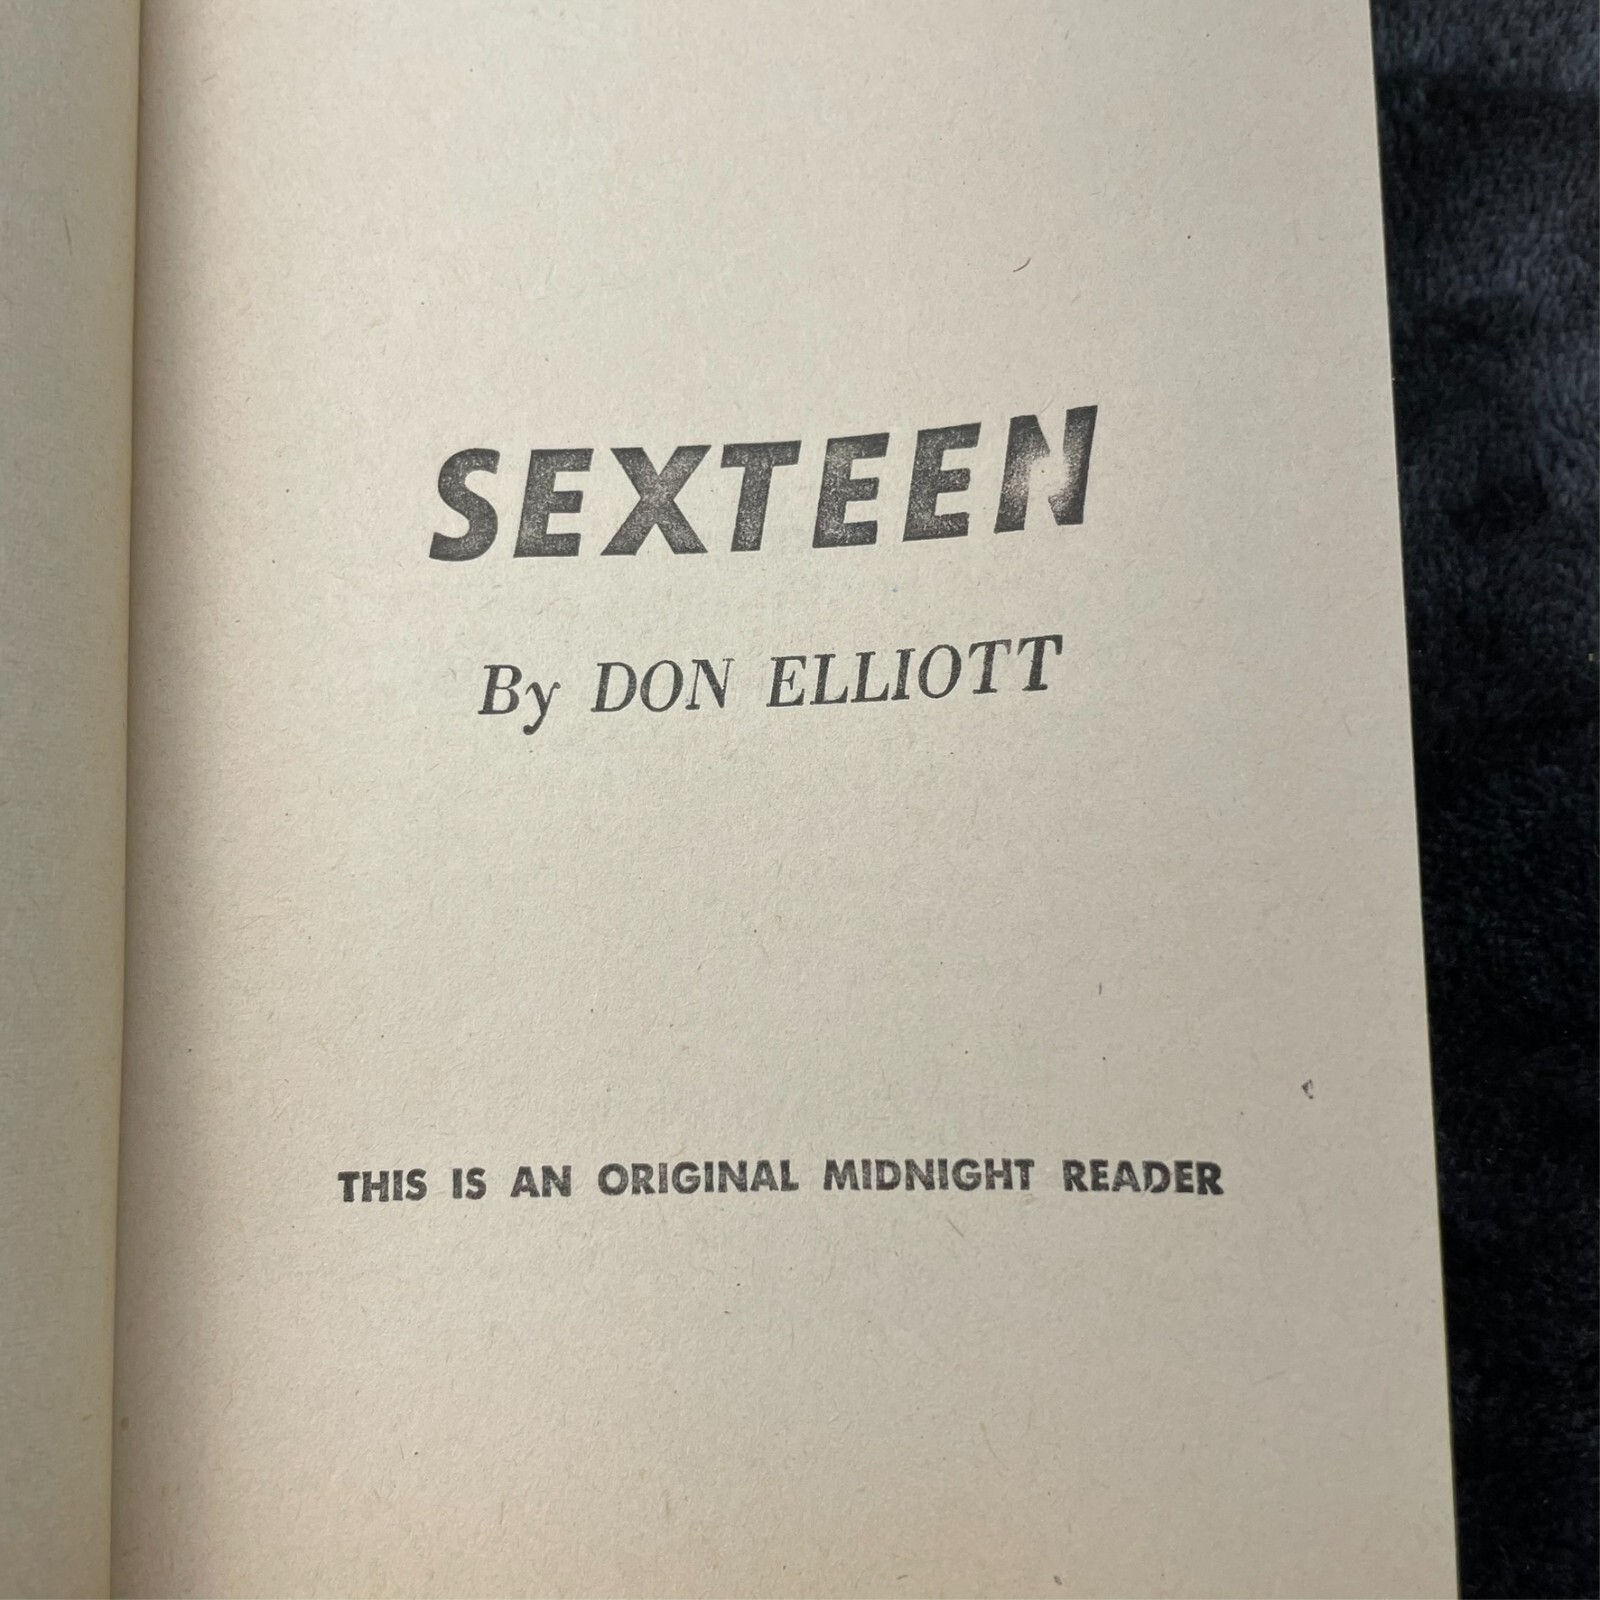 SEXTEEN
By DON ELLIOTT
THIS IS AN ORIGINAL MIDNIGHT READER